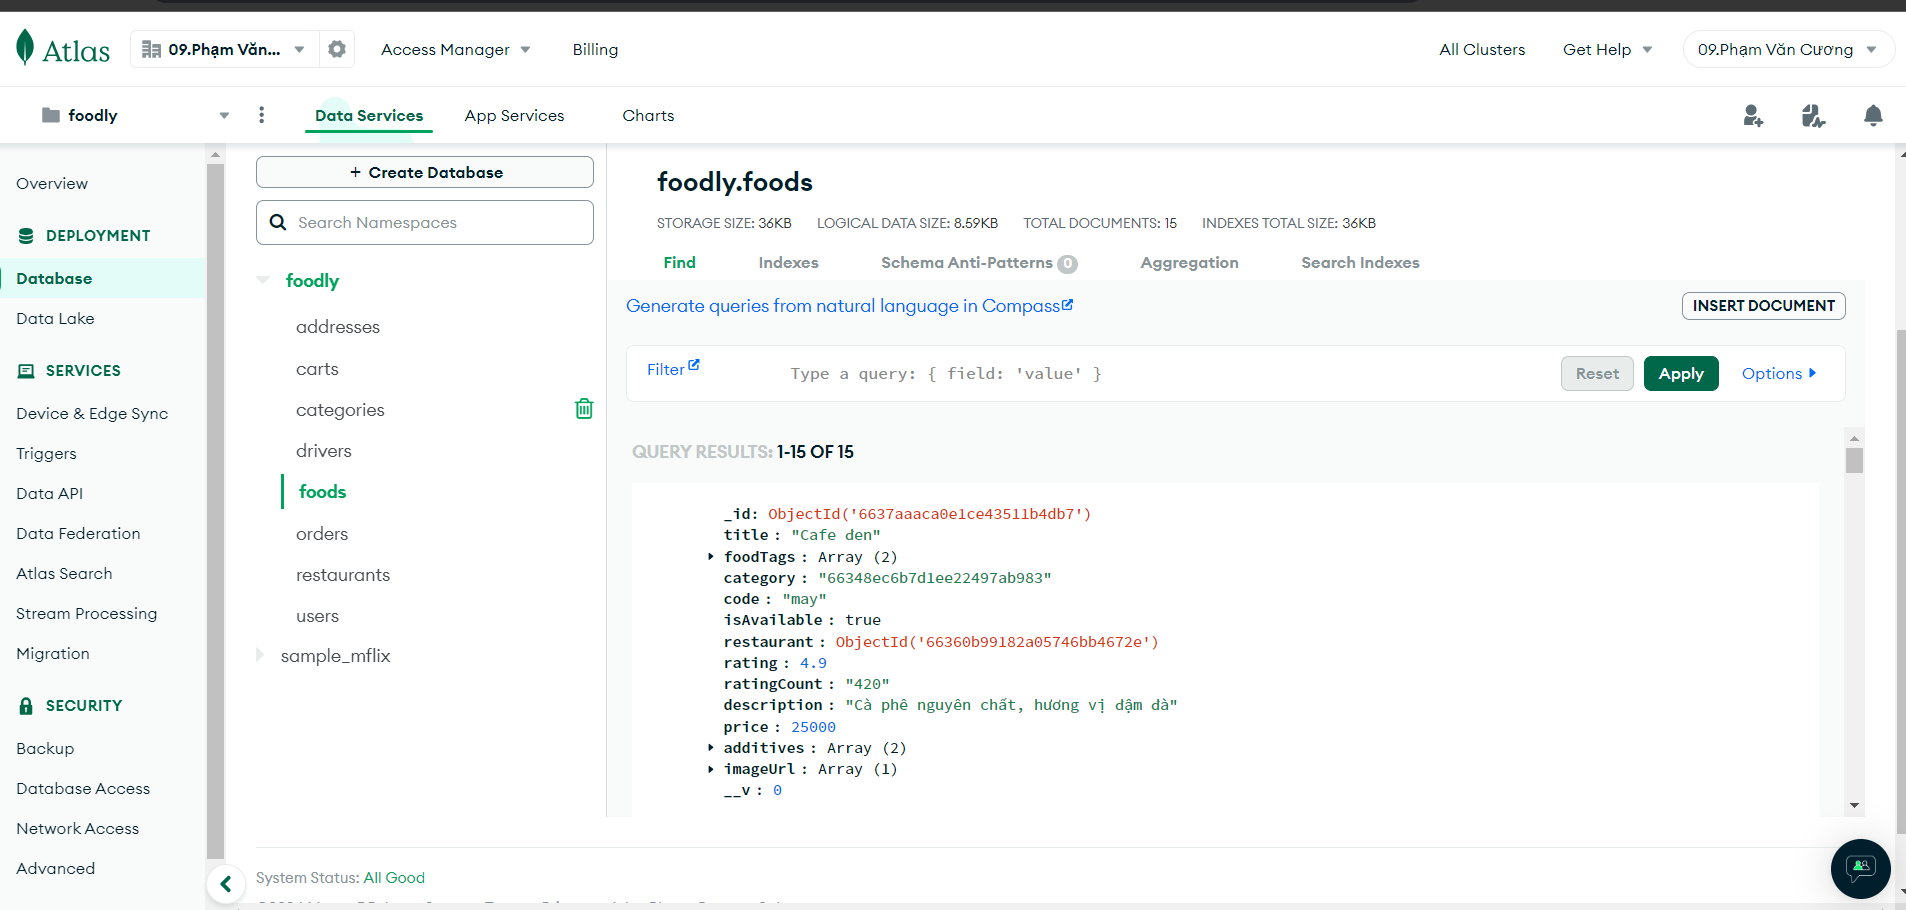 Atlas
09.Phạm Văn...
Access Manager
Billing
All Clusters
Get Help
09.Phạm Văn Cương
foodly
Data Services
App Services
Charts
Overview
DEPLOYMENT
Database
Data Lake
SERVICES
Device & Edge Sync
Triggers
Data API
Data Federation
Atlas Search
Stream Processing
Migration
SECURITY
Backup
Database Access
Network Access
Advanced
+ Create Database
Search Namespaces
foodly
addresses
carts
categories
drivers
foods
orders
restaurants
users
sample_mflix
foodly.foods
STORAGE SIZE: 36KB LOGICAL DATA SIZE: 8.59KB TOTAL DOCUMENTS: 15 INDEXES TOTAL SIZE: 36KB
Find Indexes Schema Anti-Patterns 0 Aggregation Search Indexes
Generate queries from natural language in Compass
INSERT DOCUMENT
Filter
Type a query: { field: 'value' }
Reset
Apply
Options
QUERY RESULTS: 1-15 OF 15
_id: ObjectId('6637aaaca0e1ce43511b4db7')
title : "Cafe den"
foodTags : Array (2)
category : "66348ec6b7d1ee22497ab983"
code : "may"
isAvailable : true
restaurant : ObjectId('66360b99182a05746bb4672e')
rating : 4.9
ratingCount : "420"
description : "Cà phê nguyên chất, hương vị dậm dà"
price : 25000
additives : Array (2)
imageUrl : Array (1)
__v : 0
System Status: All Good